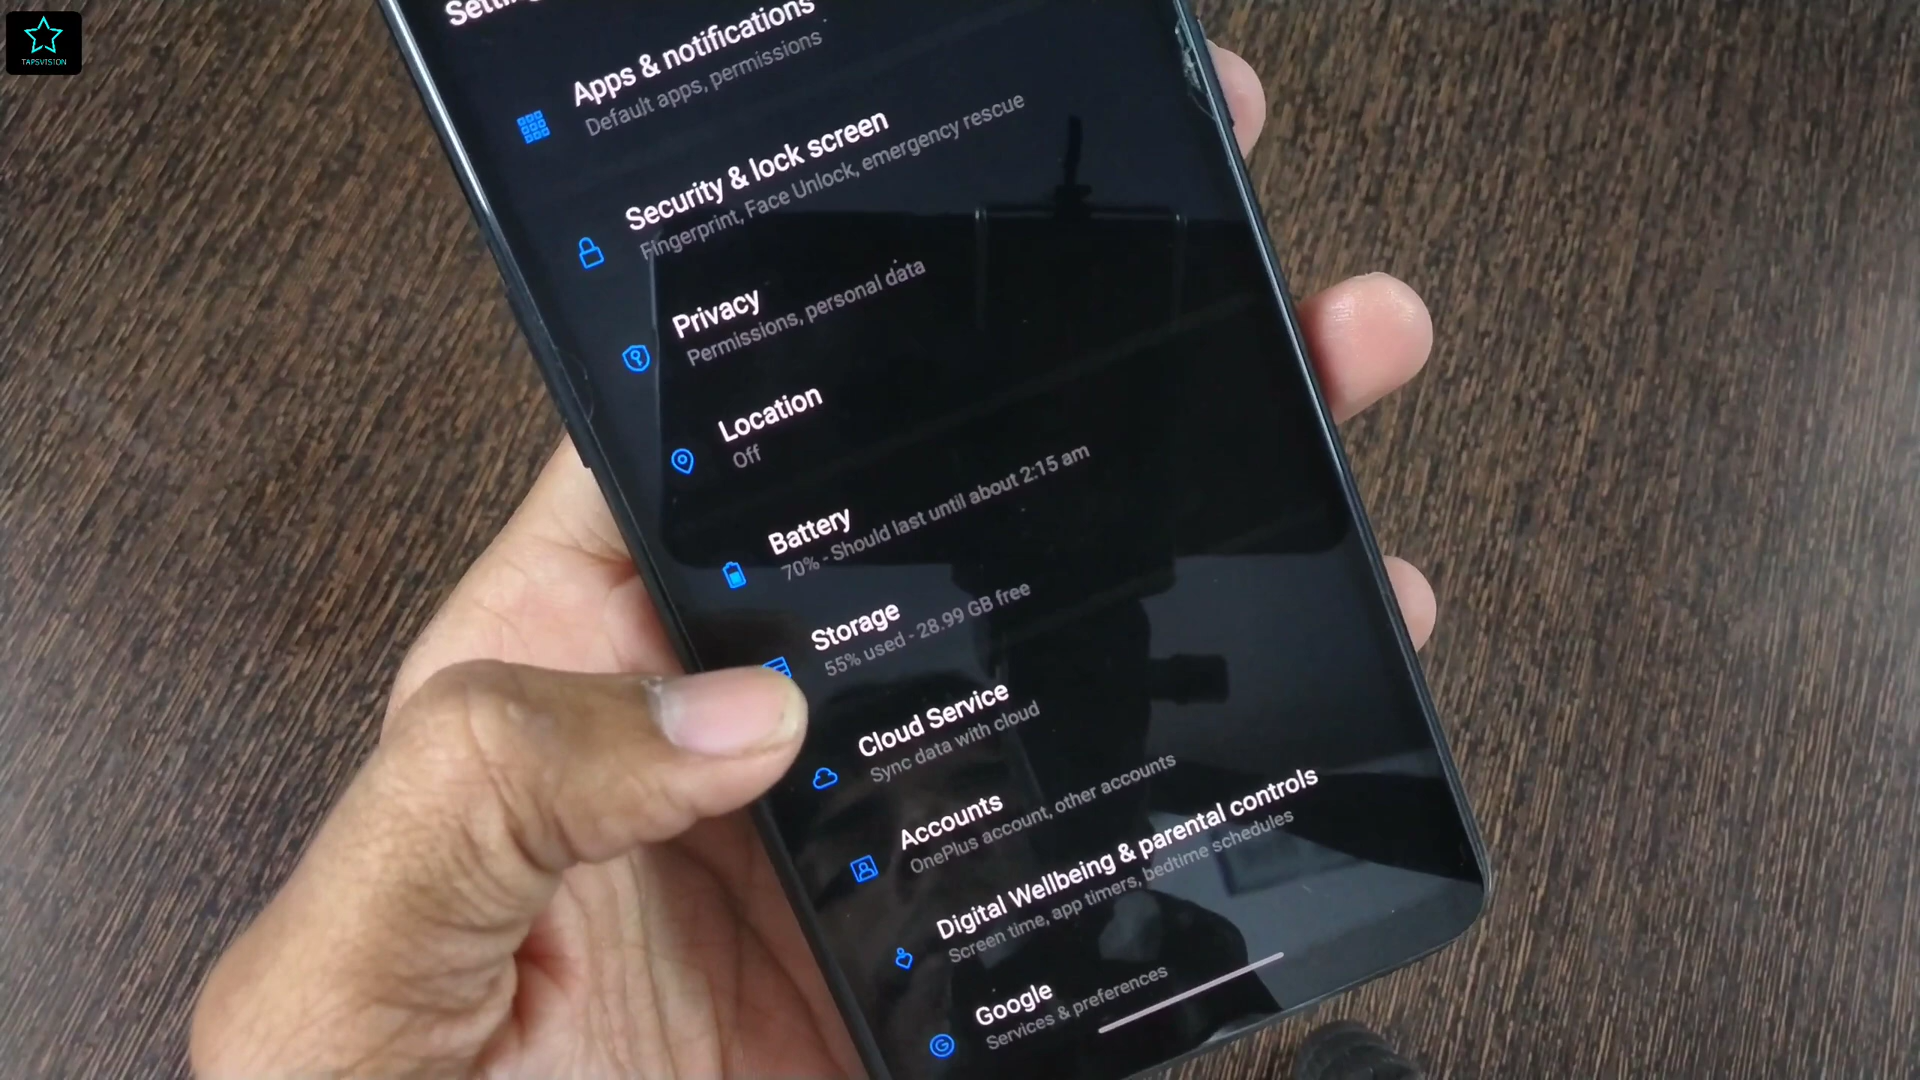 TAPSVISION
Apps & notifications
Default apps, permissions
Security & lock screen
Fingerprint, Face Unlock, emergency rescue
Privacy
Permissions, personal data
Location
Off
Battery
70% - Should last until about 2:15 am
Storage
55% used - 28.99 GB free
Cloud Service
Sync data with cloud
Accounts
OnePlus account, other accounts
Digital Wellbeing & parental controls
Screen time, app timers, bedtime schedules
Google
Services & preferences